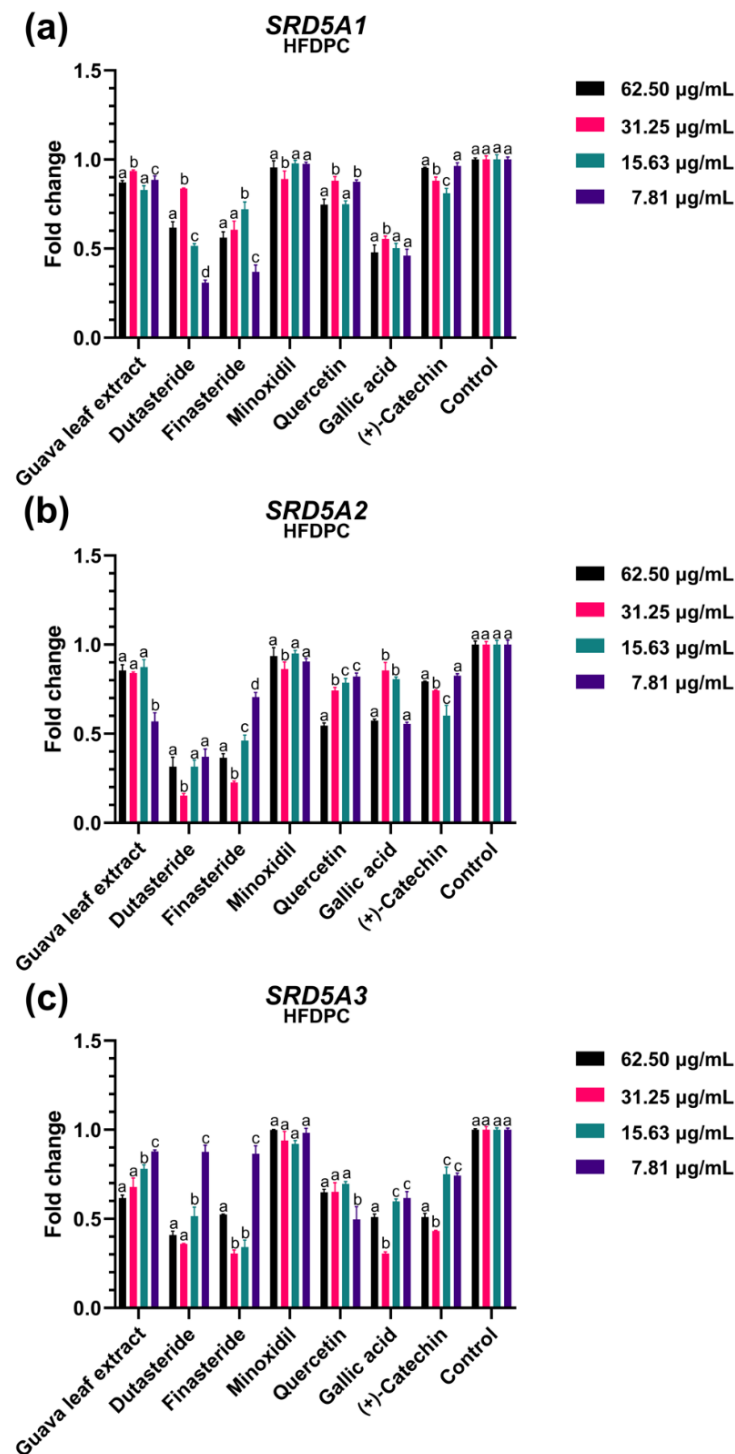 (a)
SRD5A1
HFDPC
Fold change
1.5
1.0
0.5
0.0
a b a c
a b c d
a a b c
a b a a
a b a b
a b a a
a b c a
a a a a
Guava leaf extract
Dutasteride
Finasteride
Minoxidil
Quercetin
Gallic acid
(+)-Catechin
Control
62.50 µg/mL
31.25 µg/mL
15.63 µg/mL
7.81 µg/mL
(b)
SRD5A2
HFDPC
Fold change
1.5
1.0
0.5
0.0
a a a b
a b a a
a b c d
a b a a
a b c c
a b b a
a b c a
a a a a
Guava leaf extract
Dutasteride
Finasteride
Minoxidil
Quercetin
Gallic acid
(+)-Catechin
Control
62.50 µg/mL
31.25 µg/mL
15.63 µg/mL
7.81 µg/mL
(c)
SRD5A3
HFDPC
Fold change
1.5
1.0
0.5
0.0
a a b c
a a b c
a b b c
a a a a
a a a b
a b c c
a b c c
a a a a
Guava leaf extract
Dutasteride
Finasteride
Minoxidil
Quercetin
Gallic acid
(+)-Catechin
Control
62.50 µg/mL
31.25 µg/mL
15.63 µg/mL
7.81 µg/mL